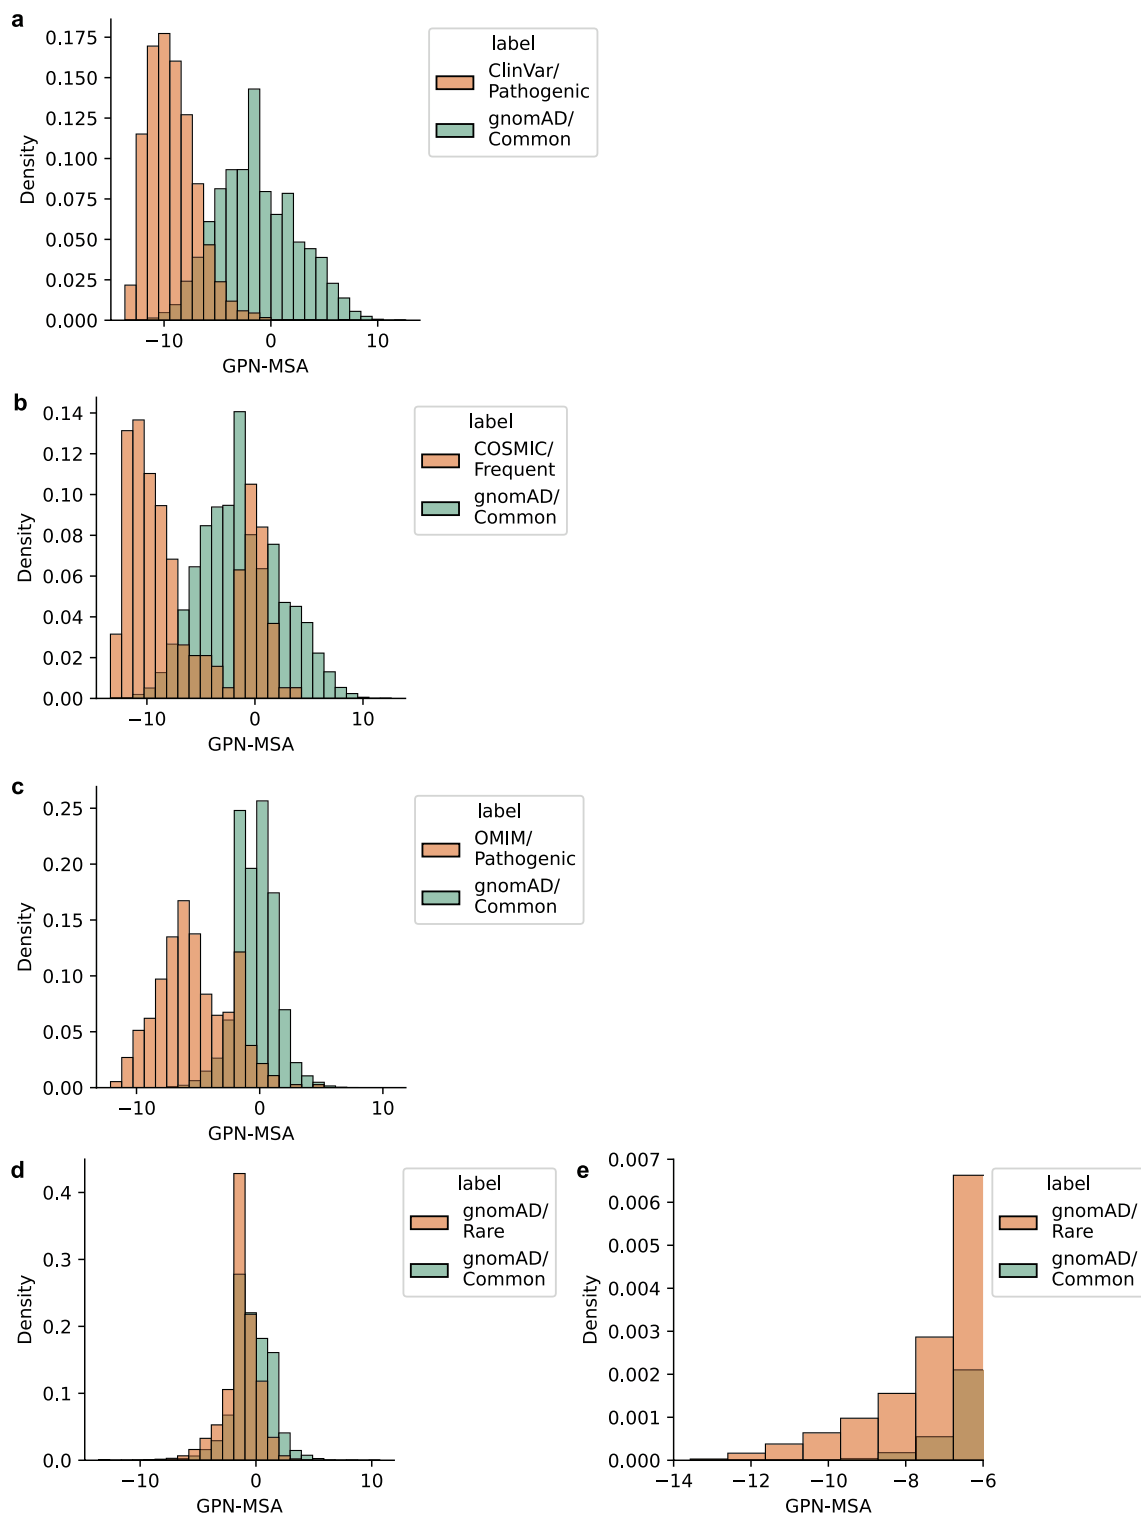 a
0.175
0.150
0.125
0.100
0.075
0.050
0.025
0.000
Density
−10
0
10
GPN-MSA
label
ClinVar/
Pathogenic
gnomAD/
Common
b
0.14
0.12
0.10
0.08
0.06
0.04
0.02
0.00
Density
−10
0
10
GPN-MSA
label
COSMIC/
Frequent
gnomAD/
Common
c
0.25
0.20
0.15
0.10
0.05
0.00
Density
−10
0
10
GPN-MSA
label
OMIM/
Pathogenic
gnomAD/
Common
d
0.4
0.3
0.2
0.1
0.0
Density
−10
0
10
GPN-MSA
label
gnomAD/
Rare
gnomAD/
Common
e
0.007
0.006
0.005
0.004
0.003
0.002
0.001
0.000
Density
−14
−12
−10
−8
−6
GPN-MSA
label
gnomAD/
Rare
gnomAD/
Common